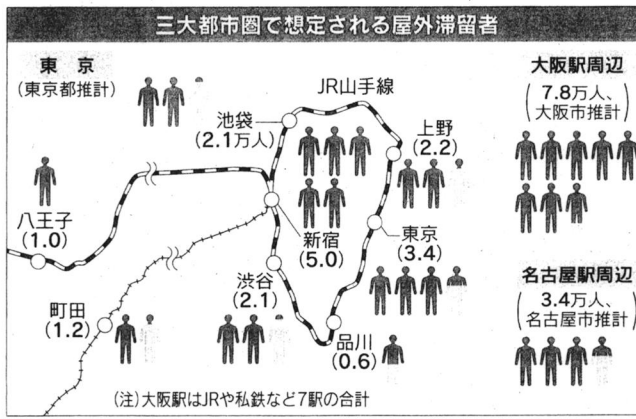 三大都市圏で想定される屋外滞留者
東　京
(東京都推計)
JR山手線
池袋
(2.1万人)
上野
(2.2)
八王子
(1.0)
新宿
(5.0)
東京
(3.4)
渋谷
(2.1)
町田
(1.2)
品川
(0.6)
大阪駅周辺
(7.8万人、
大阪市推計)
名古屋駅周辺
(3.4万人、
名古屋市推計)
(注)大阪駅はJRや私鉄など7駅の合計